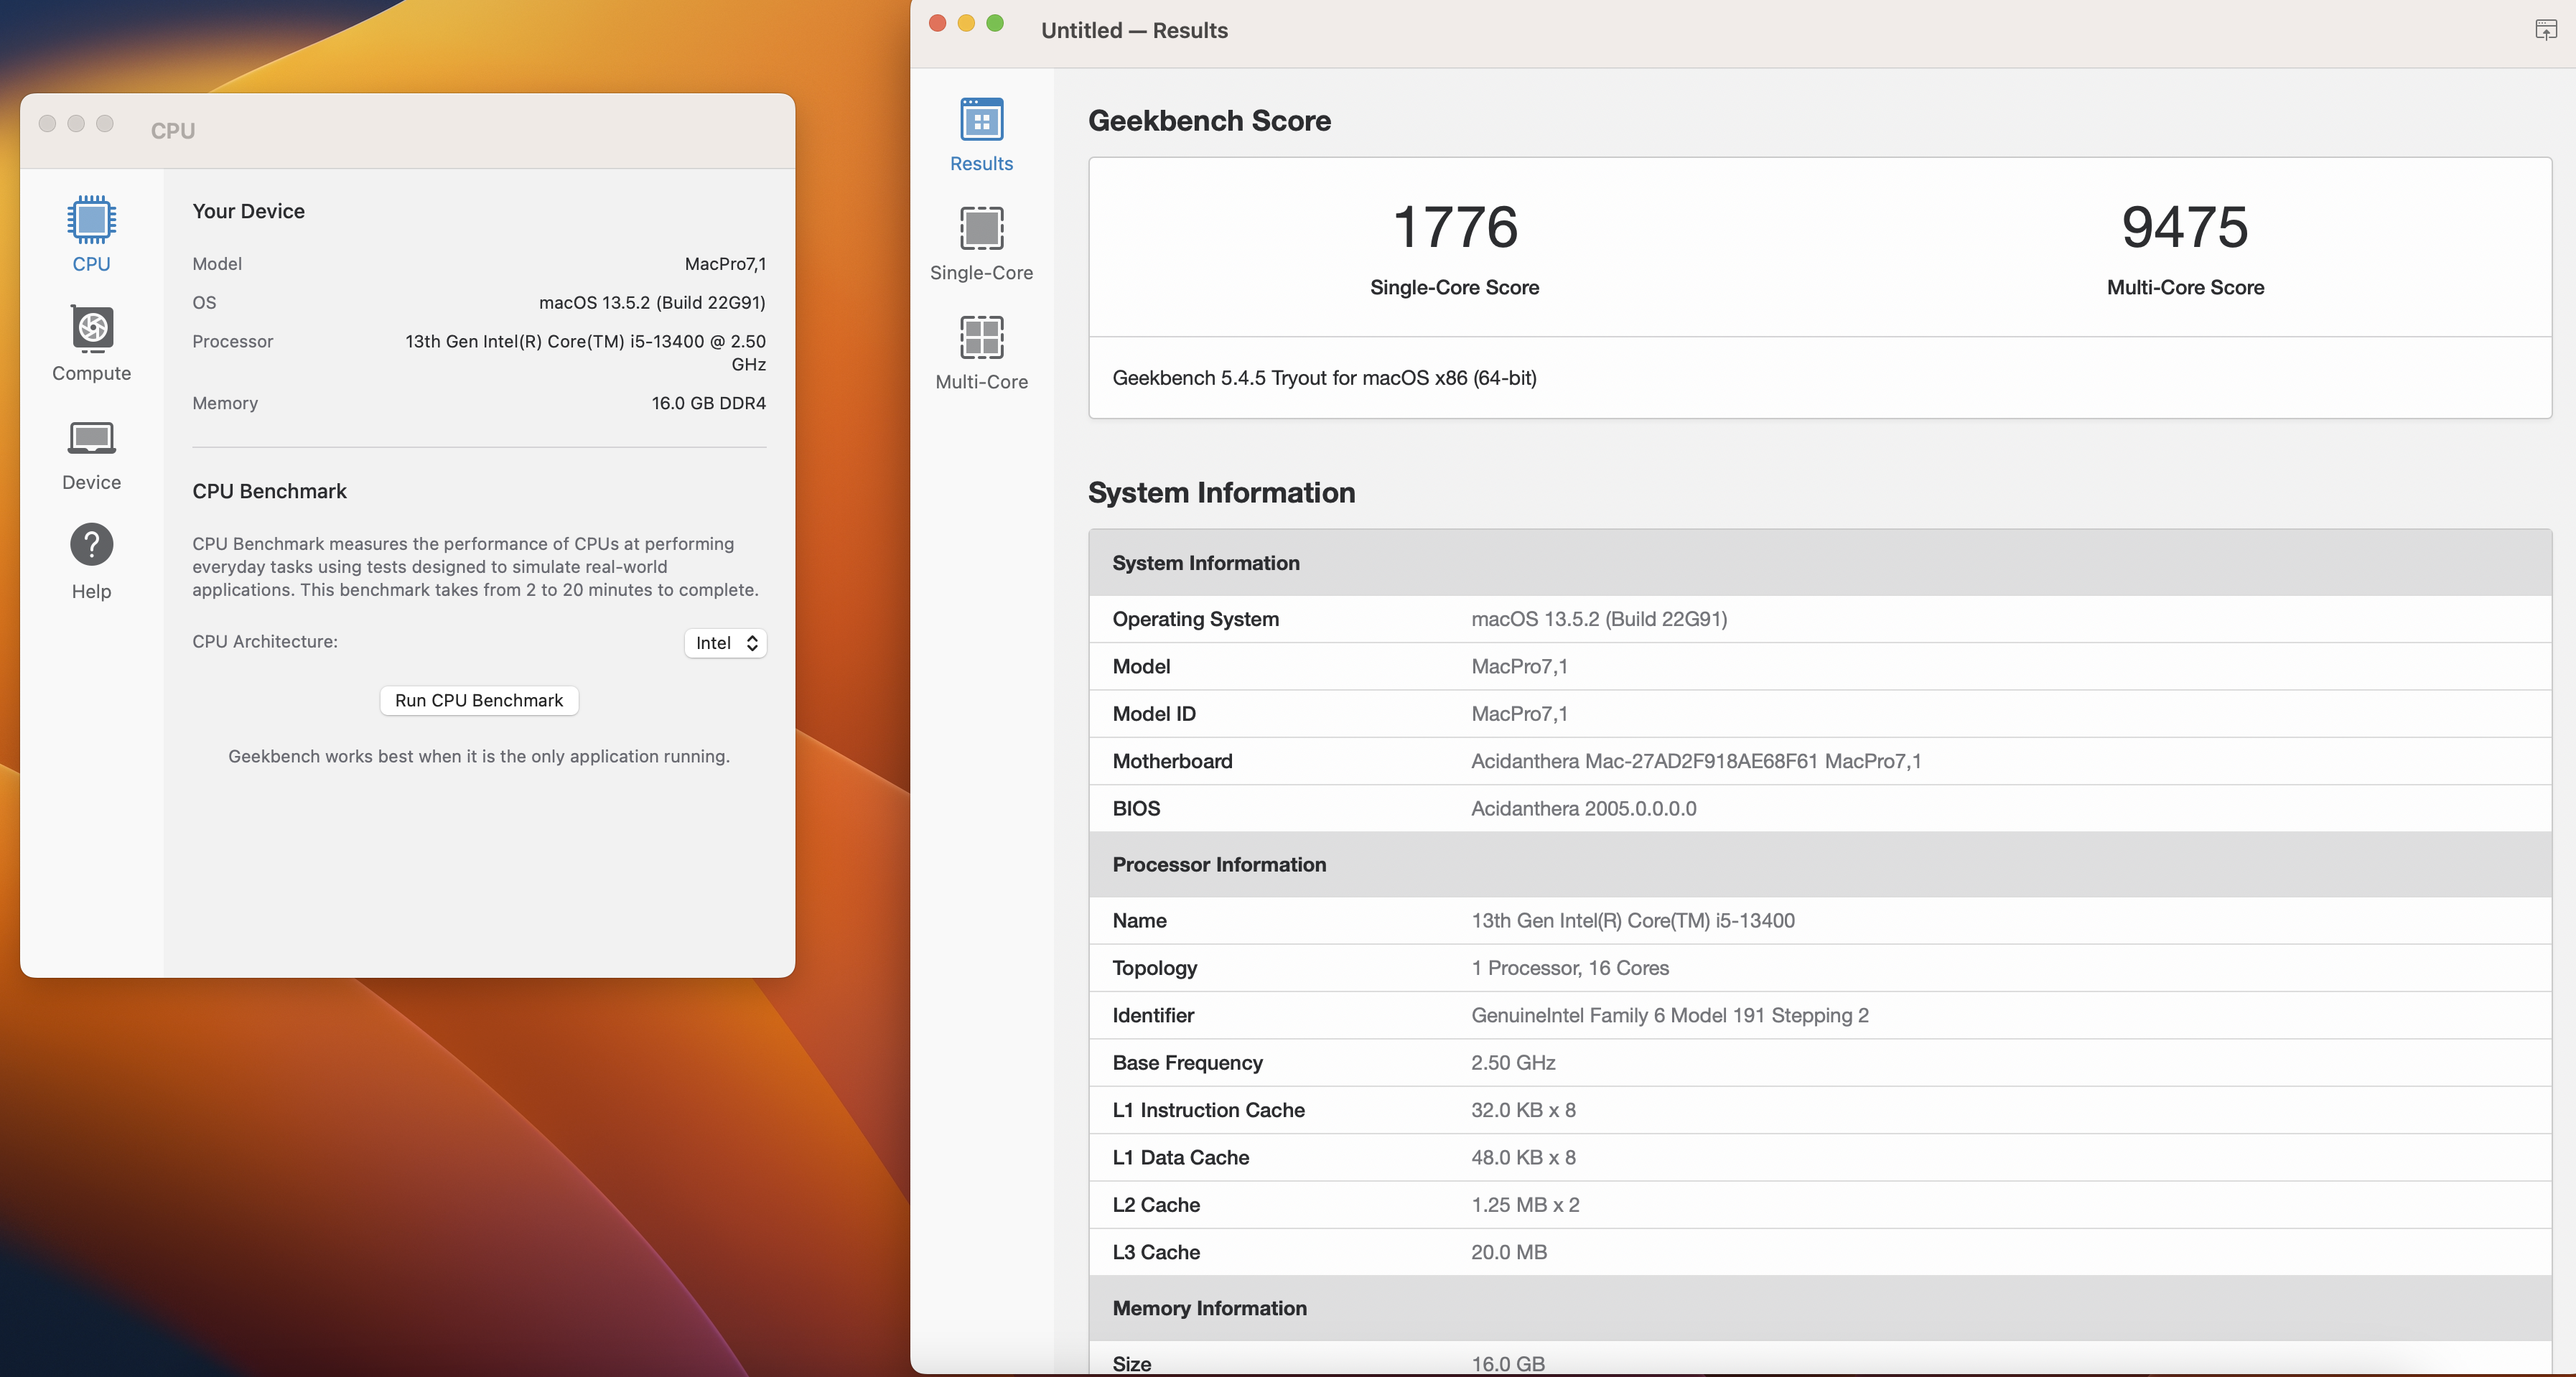 CPU
CPU
Compute
Device
Help
Your Device
Model MacPro7,1
OS macOS 13.5.2 (Build 22G91)
Processor 13th Gen Intel(R) Core(TM) i5-13400 @ 2.50
GHz
Memory 16.0 GB DDR4
CPU Benchmark
CPU Benchmark measures the performance of CPUs at performing
everyday tasks using tests designed to simulate real-world
applications. This benchmark takes from 2 to 20 minutes to complete.
CPU Architecture: Intel
Run CPU Benchmark
Geekbench works best when it is the only application running.
Untitled — Results
Results
Single-Core
Multi-Core
Geekbench Score
1776 9475
Single-Core Score Multi-Core Score
Geekbench 5.4.5 Tryout for macOS x86 (64-bit)
System Information
System Information
Operating System macOS 13.5.2 (Build 22G91)
Model MacPro7,1
Model ID MacPro7,1
Motherboard Acidanthera Mac-27AD2F918AE68F61 MacPro7,1
BIOS Acidanthera 2005.0.0.0.0
Processor Information
Name 13th Gen Intel(R) Core(TM) i5-13400
Topology 1 Processor, 16 Cores
Identifier GenuineIntel Family 6 Model 191 Stepping 2
Base Frequency 2.50 GHz
L1 Instruction Cache 32.0 KB x 8
L1 Data Cache 48.0 KB x 8
L2 Cache 1.25 MB x 2
L3 Cache 20.0 MB
Memory Information
Size 16.0 GB